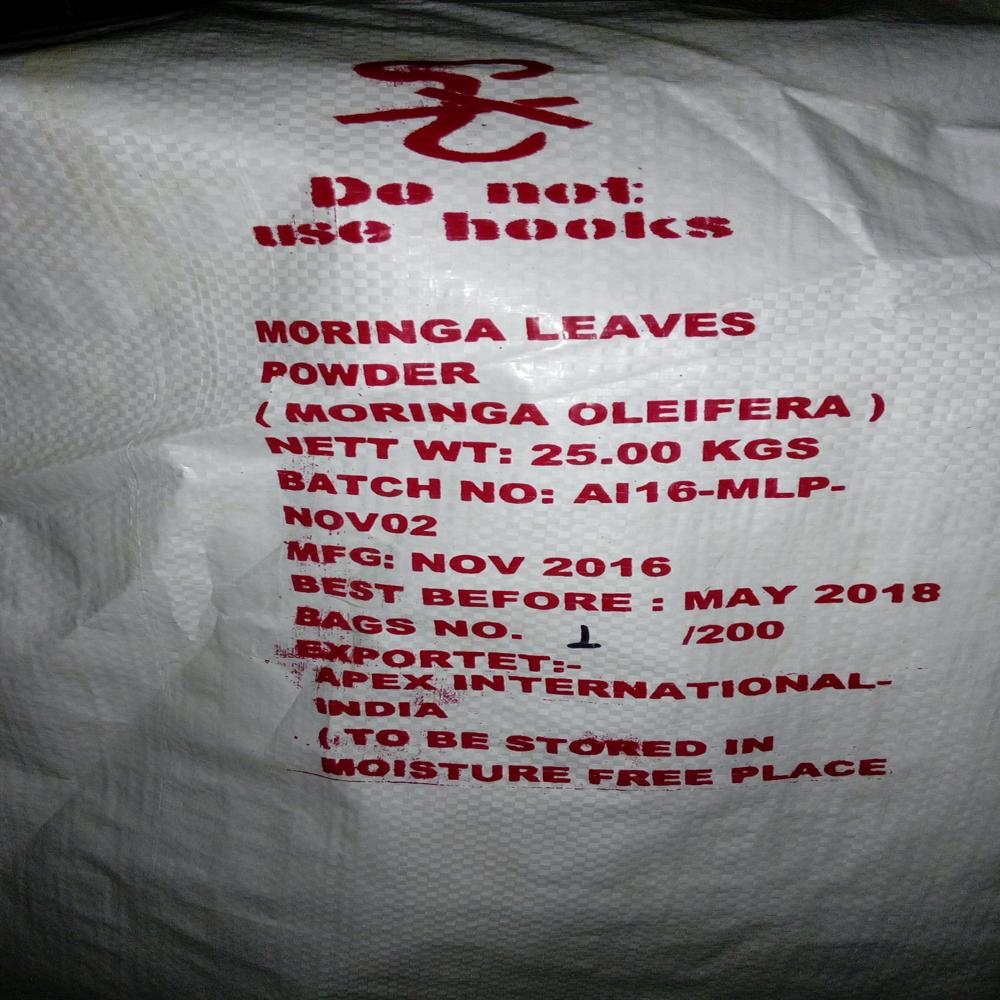 Do not
use hooks
MORINGA LEAVES
POWDER
( MORINGA OLEIFERA )
NETT WT: 25.00 KGS
BATCH NO: AI16-MLP-
NOV02
MFG: NOV 2016
BEST BEFORE : MAY 2018
BAGS NO. 1 /200
EXPORTET:-
APEX INTERNATIONAL-
INDIA
( TO BE STORED IN
MOISTURE FREE PLACE